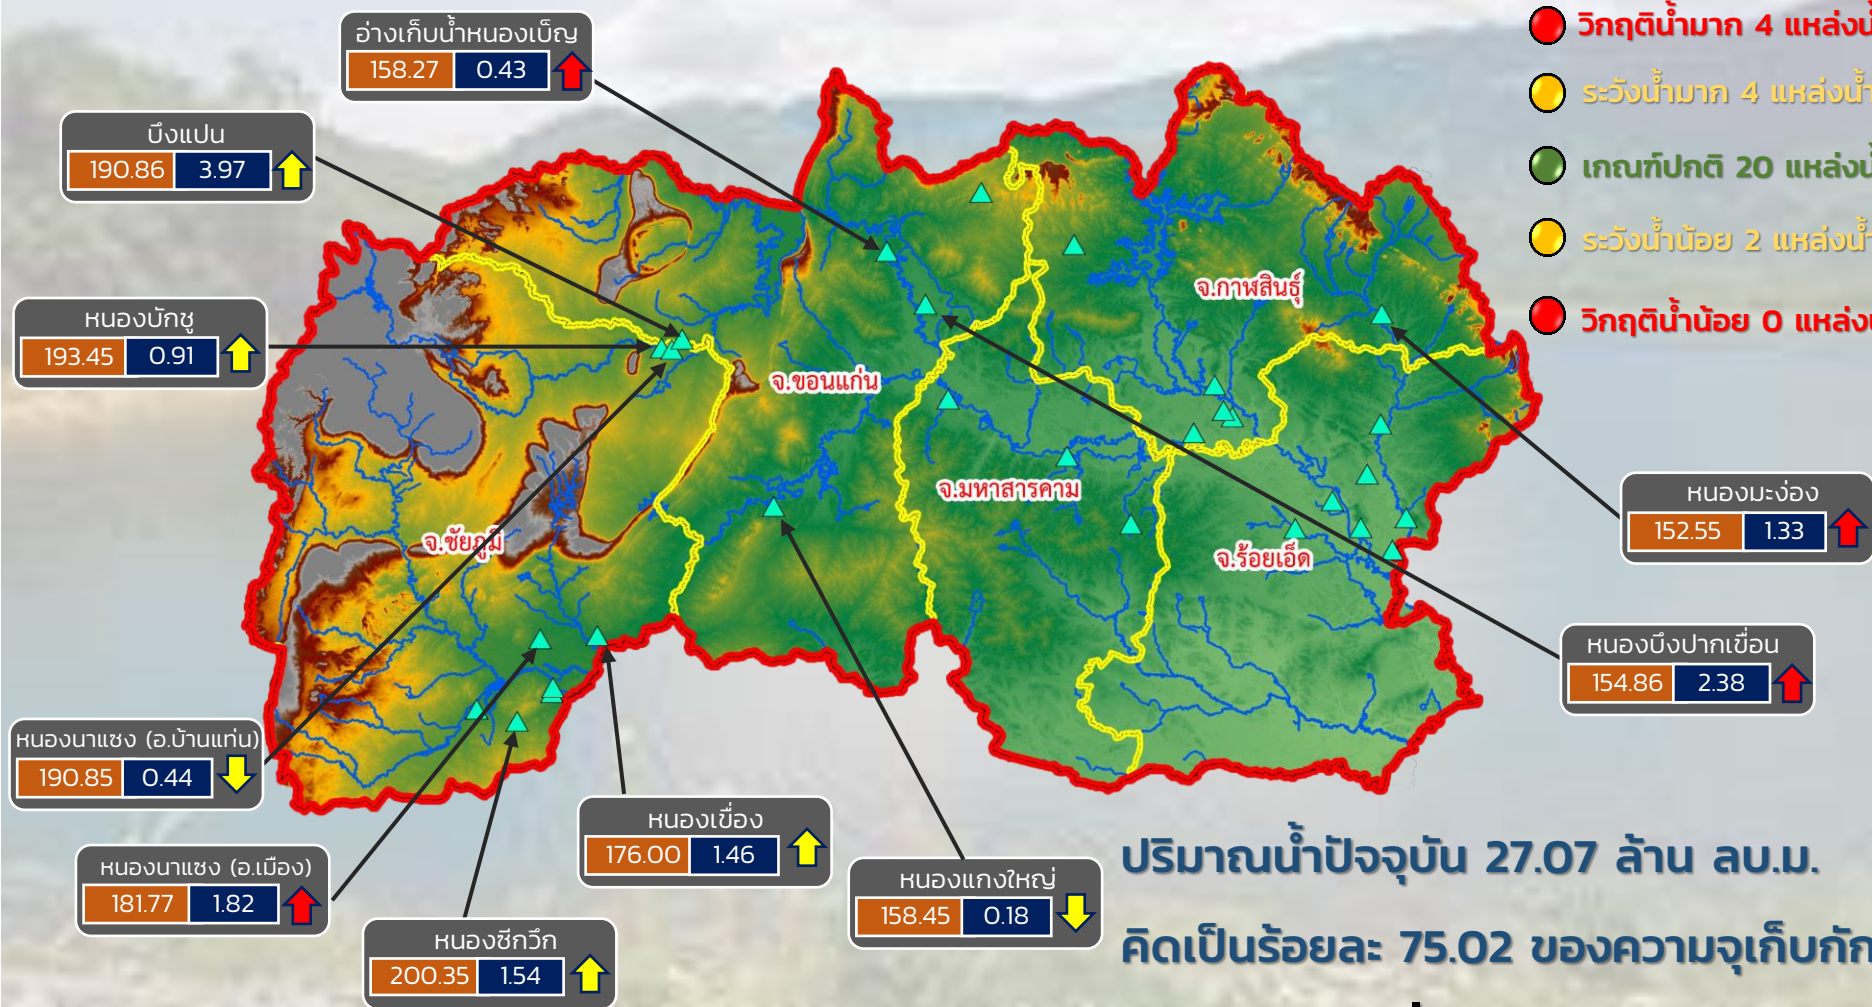 อ่างเก็บน้ำหนองเบ็ญ
158.27 0.43
วิกฤติน้ำมาก 4
ระวังน้ำมาก 4 แหล่งน้ำ
เกณฑ์ปกติ 20
ระวังน้ำน้อย 2 แหล่งน้ำ
วิกฤติน้ำน้อย 0
บึงแปน
190.86 3.97
หนองบักชู
193.45 0.91
จ.กาฬสินธุ์
จ.ขอนแก่น
จ.มหาสารคาม
จ.ชัยภูมิ
จ.ร้อยเอ็ด
หนองมะง่อง
152.55 1.33
หนองบึงปากเขื่อน
154.86 2.38
หนองนาแซง (อ.บ้านแท่น)
190.85 0.44
หนองนาแซง (อ.เมือง)
181.77 1.82
หนองเขื่อง
176.00 1.46
หนองแกงใหญ่
158.45 0.18
หนองซีกวึก
200.35 1.54
ปริมาณน้ำปัจจุบัน 27.07 ล้าน ลบ.ม.
คิดเป็นร้อยละ 75.02 ของความจุเก็บกัก